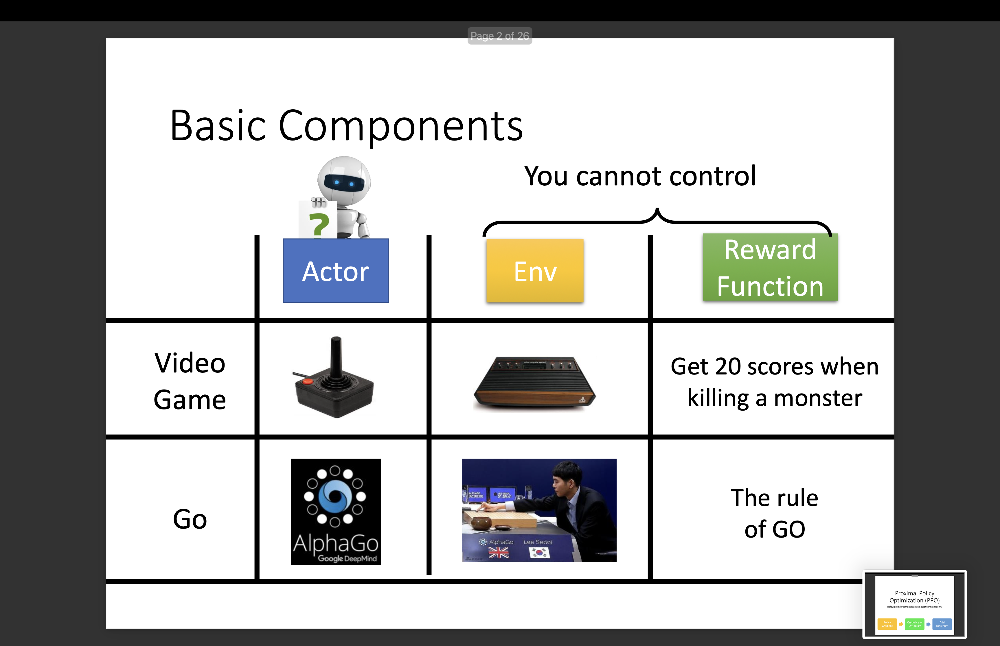 Page 2 of 26
Basic Components
You cannot control
?
Actor
Env
Reward
Function
Video
Game
Get 20 scores when
killing a monster
ATARI
Go
AlphaGo
Google DeepMind
ALPHAGO
02:00:00
LEE SEDOL
01:59:41
AlphaGo
Lee Sedol
The rule
of GO
Proximal Policy
Optimization (PPO)
default reinforcement learning algorithm at OpenAI
Policy
Gradient
On-policy →
Off-policy
Add
constraint